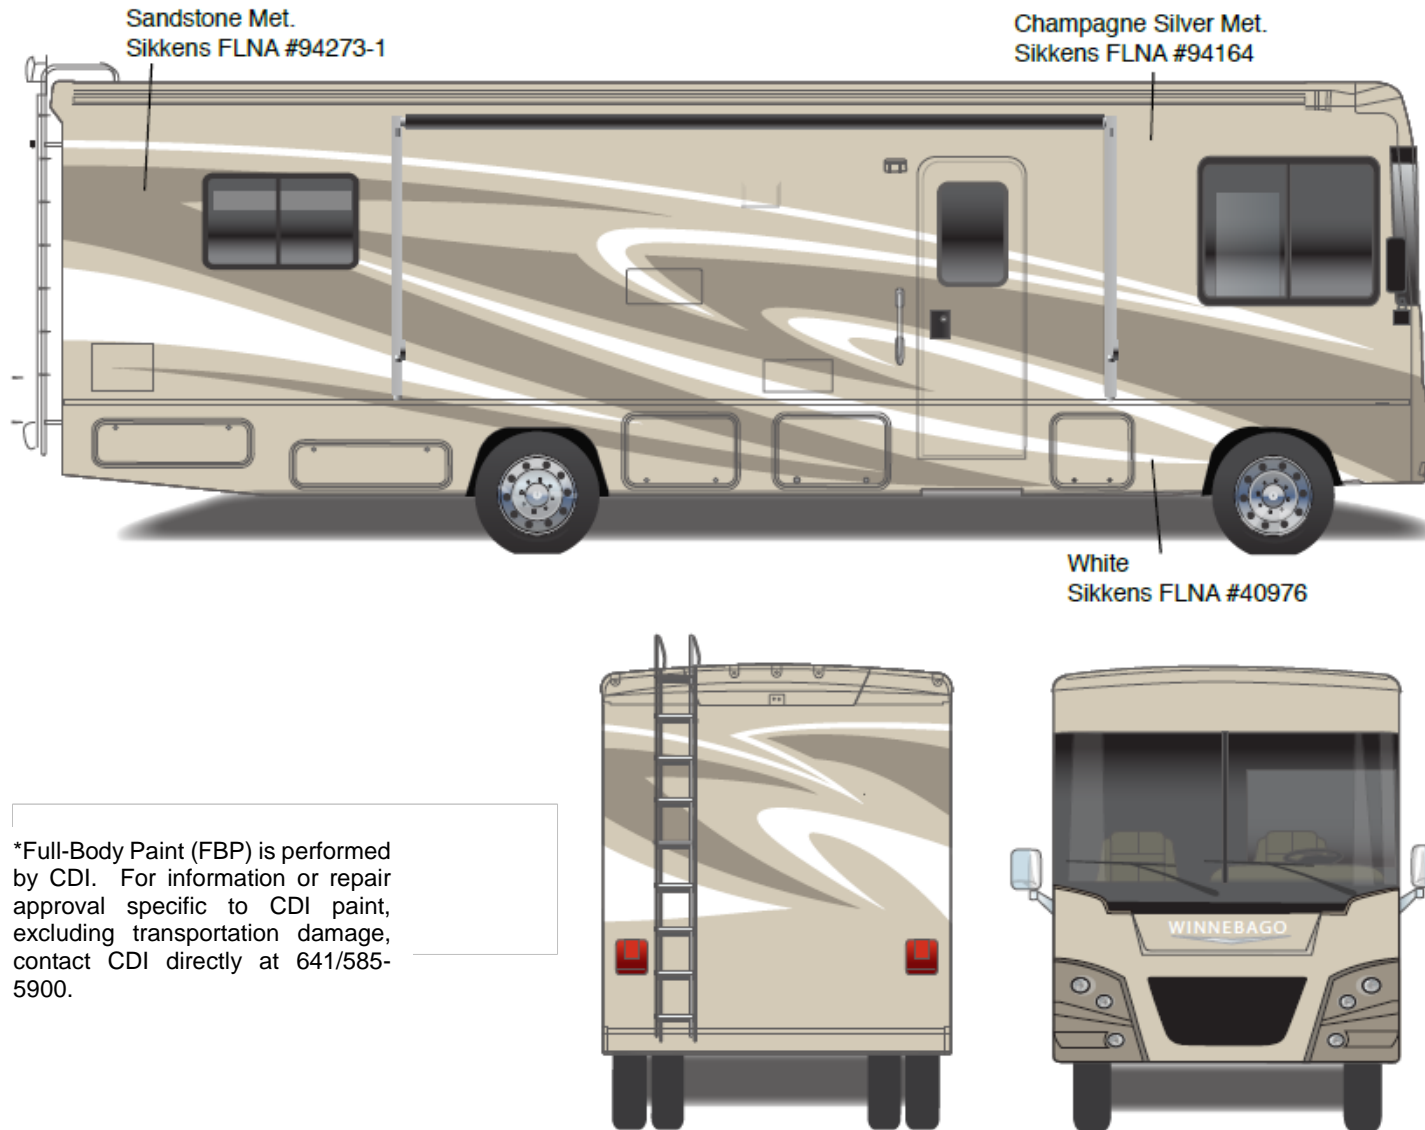 Sandstone Met.
Sikkens FLNA #94273-1
Champagne Silver Met.
Sikkens FLNA #94164
White
Sikkens FLNA #40976
*Full-Body Paint (FBP) is performed
by CDI. For information or repair
approval specific to CDI paint,
excluding transportation damage,
contact CDI directly at 641/585-
5900.
WINNEBAGO